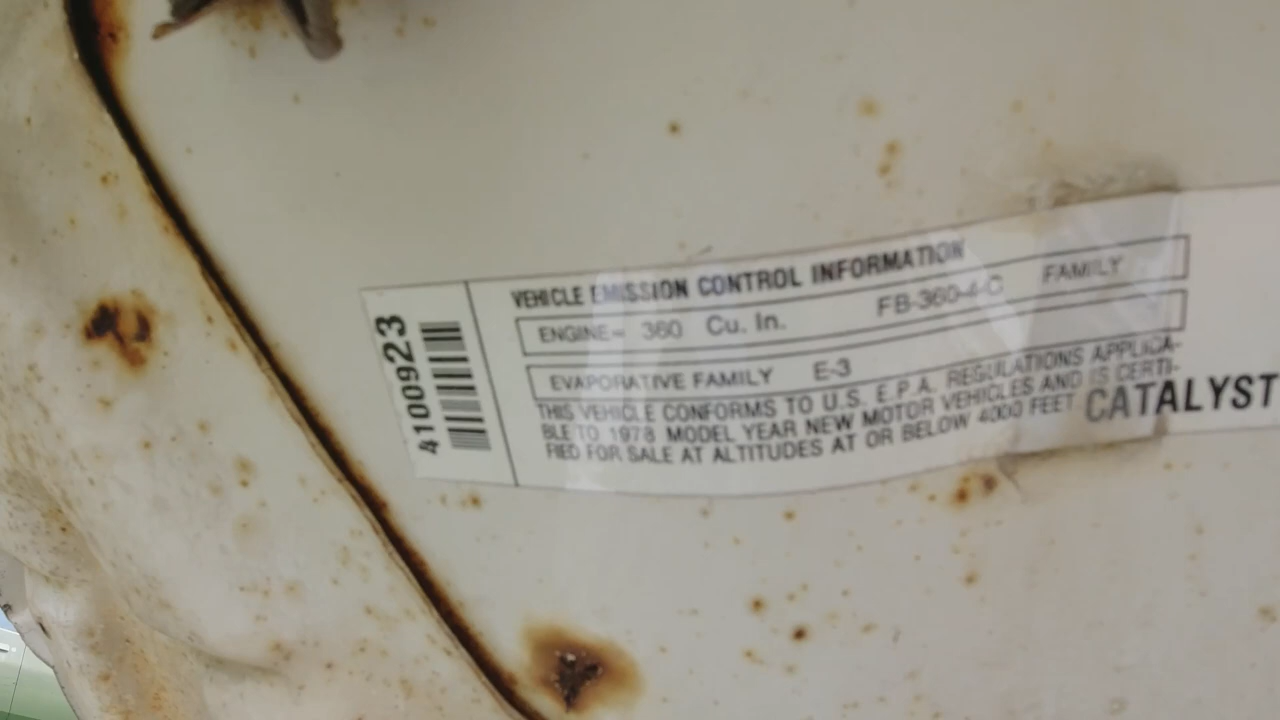 4100923
VEHICLE EMISSION CONTROL INFORMATION
ENGINE- 360 Cu. In. FB-360-4-C FAMILY
EVAPORATIVE FAMILY E-3
THIS VEHICLE CONFORMS TO U.S. E.P.A. REGULATIONS APPLICA-
BLE TO 1978 MODEL YEAR NEW MOTOR VEHICLES AND IS CERTI-
FIED FOR SALE AT ALTITUDES AT OR BELOW 4000 FEET
CATALYST